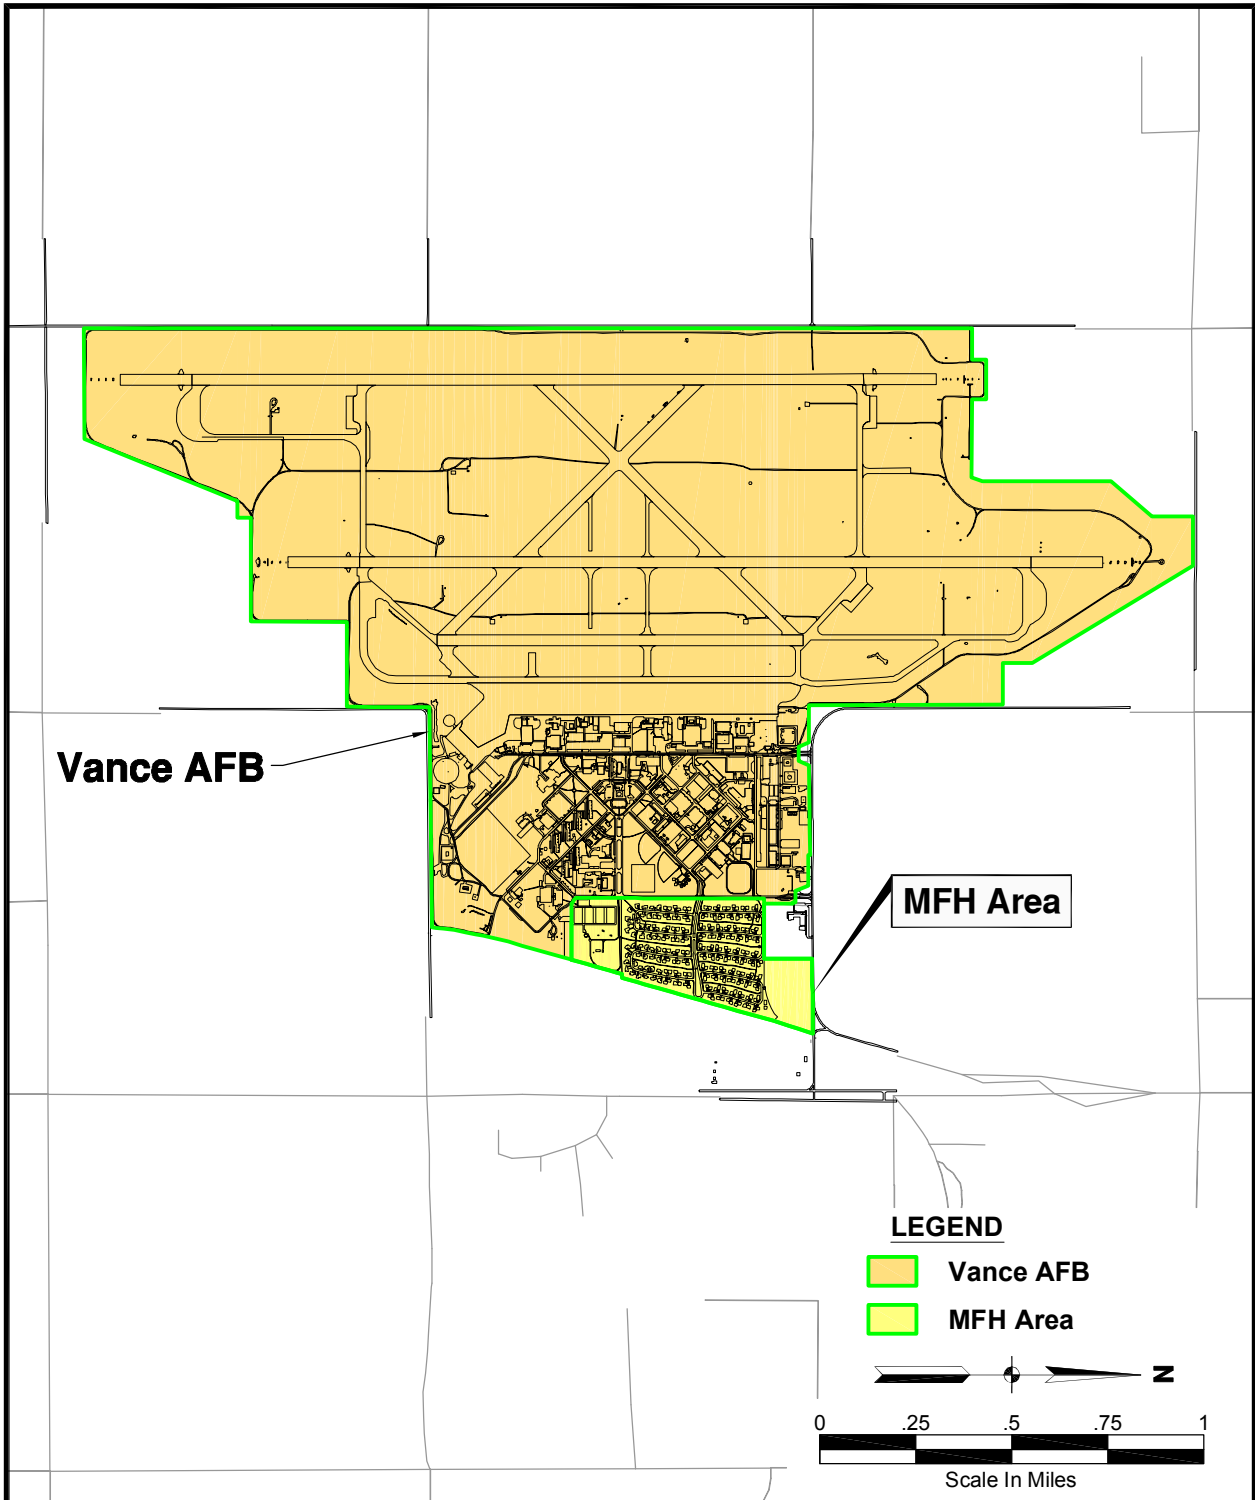 Vance AFB
MFH Area
LEGEND
Vance AFB
MFH Area
N
0 .25 .5 .75 1
Scale In Miles